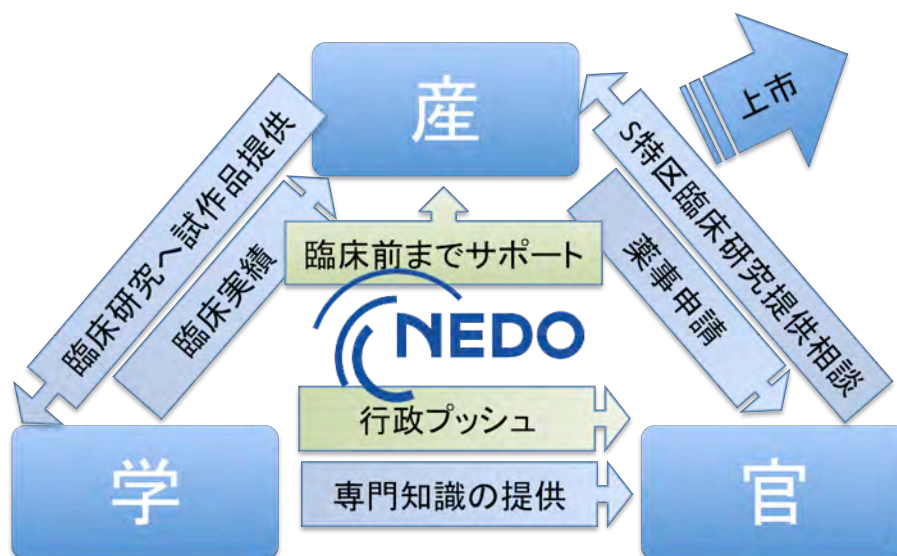 産
上市
臨床研究へ試作品提供
臨床実績
臨床前までサポート
S特区臨床研究提供相談
薬事申請
NEDO
行政プッシュ
専門知識の提供
学
官